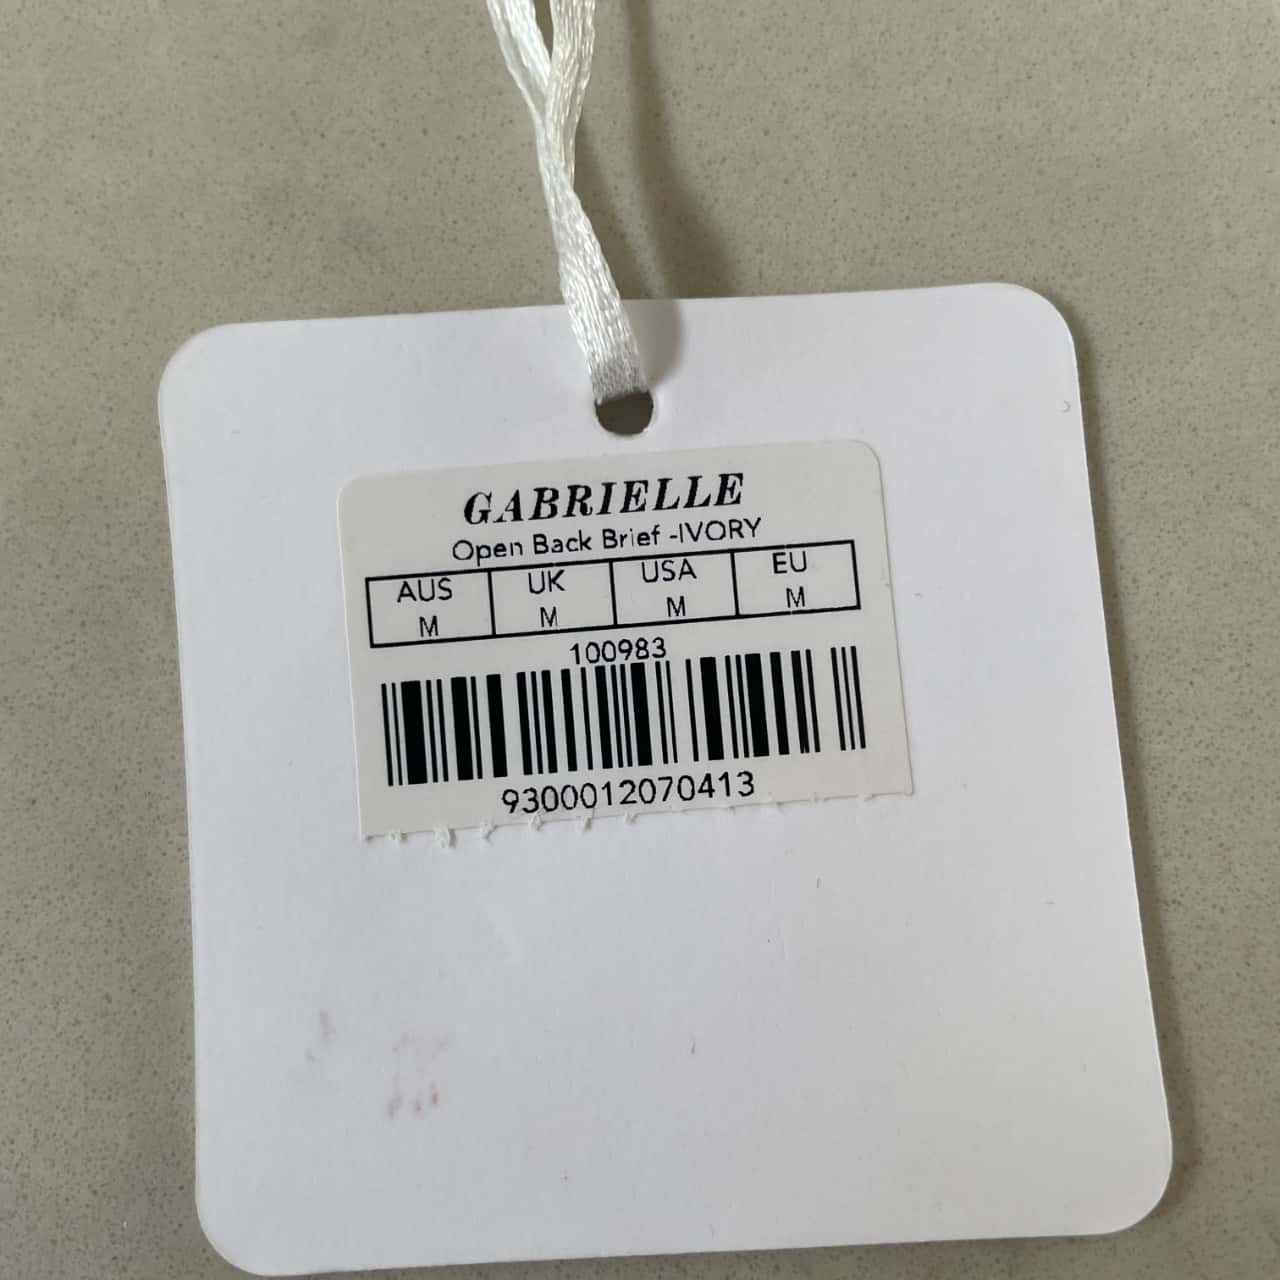 GABRIELLE
Open Back Brief -IVORY
AUS UK USA EU
M M M M
100983
9300012070413